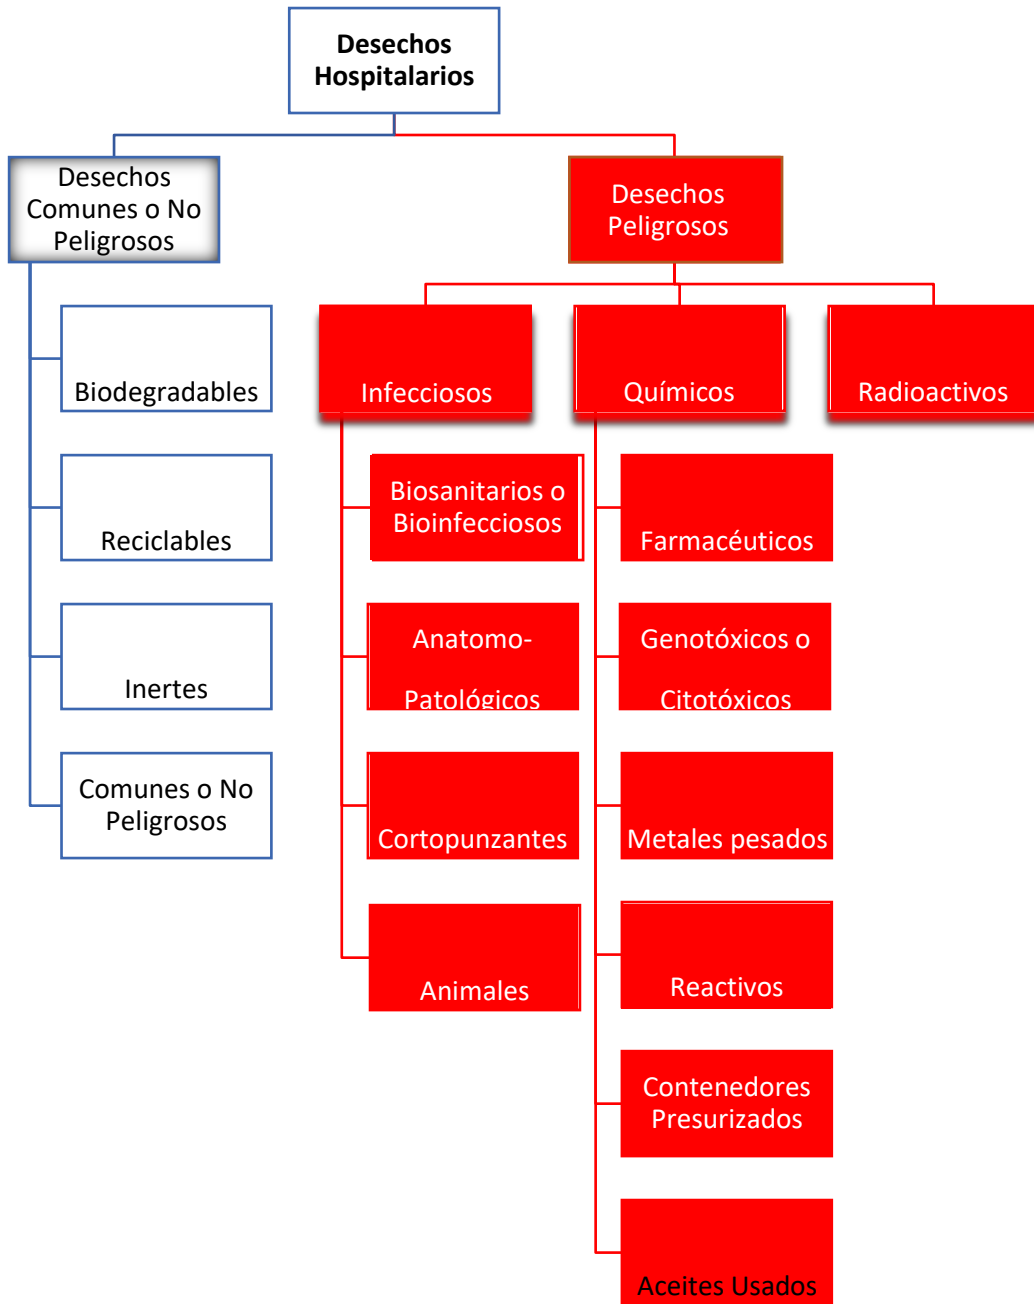 Desechos
Hospitalarios
Desechos
Comunes o No
Peligrosos
Desechos
Peligrosos
Biodegradables
Infecciosos
Químicos
Radioactivos
Reciclables
Biosanitarios o
Bioinfecciosos
Farmacéuticos
Inertes
Anatomo-
Patológicos
Genotóxicos o
Citotóxicos
Comunes o No
Peligrosos
Cortopunzantes
Metales pesados
Animales
Reactivos
Contenedores
Presurizados
Aceites Usados